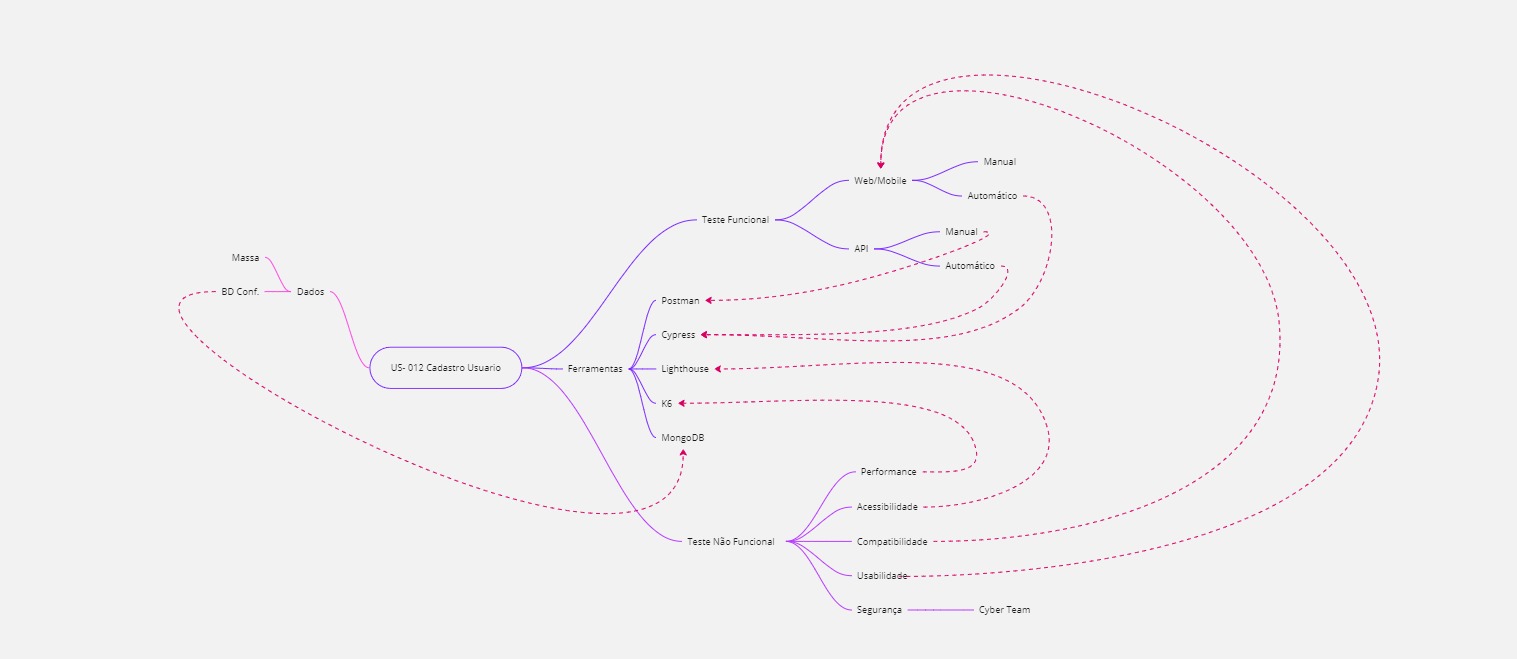 Manual
Web/Mobile
Automático
Teste Funcional
Manual
API
Automático
Massa
BD Conf.
Dados
Postman
Cypress
US- 012 Cadastro Usuario
Ferramentas
Lighthouse
K6
MongoDB
Performance
Acessibilidade
Teste Não Funcional
Compatibilidade
Usabilidade
Segurança
Cyber Team